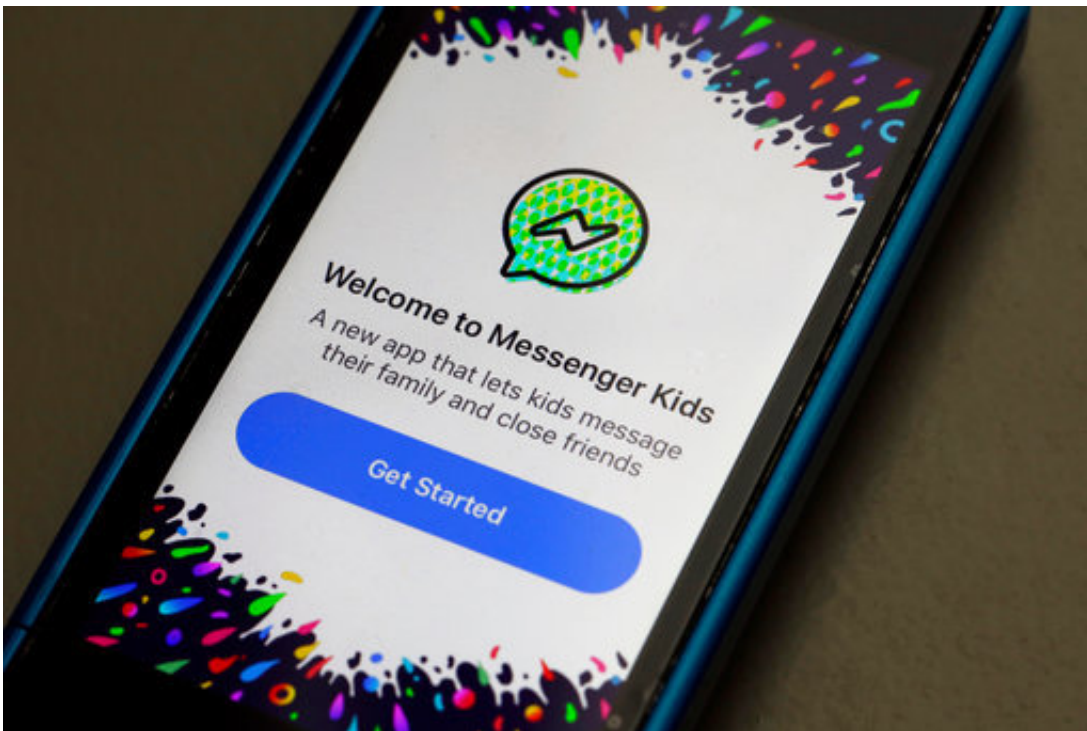 Welcome to Messenger Kids
A new app that lets kids message
their family and close friends
Get Started